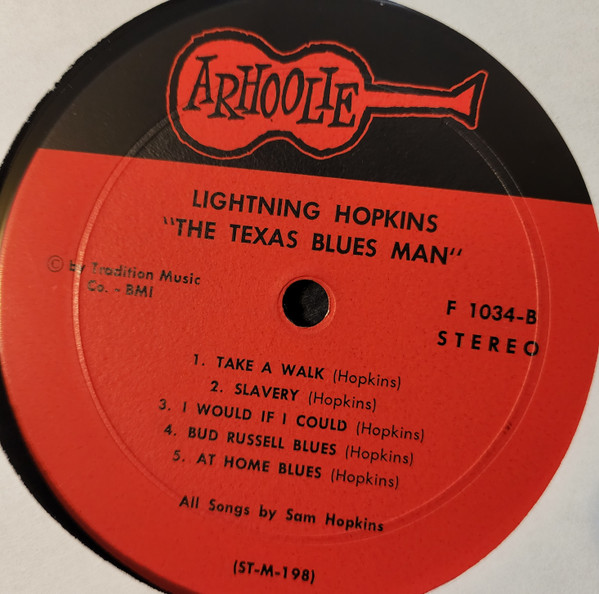 ARHOOLIE
LIGHTNING HOPKINS
"THE TEXAS BLUES MAN"
© by Tradition Music
Co. - BMI
F 1034-B
STEREO
1. TAKE A WALK (Hopkins)
2. SLAVERY (Hopkins)
3. I WOULD IF I COULD (Hopkins)
4. BUD RUSSELL BLUES (Hopkins)
5. AT HOME BLUES (Hopkins)
All Songs by Sam Hopkins
(ST-M-198)